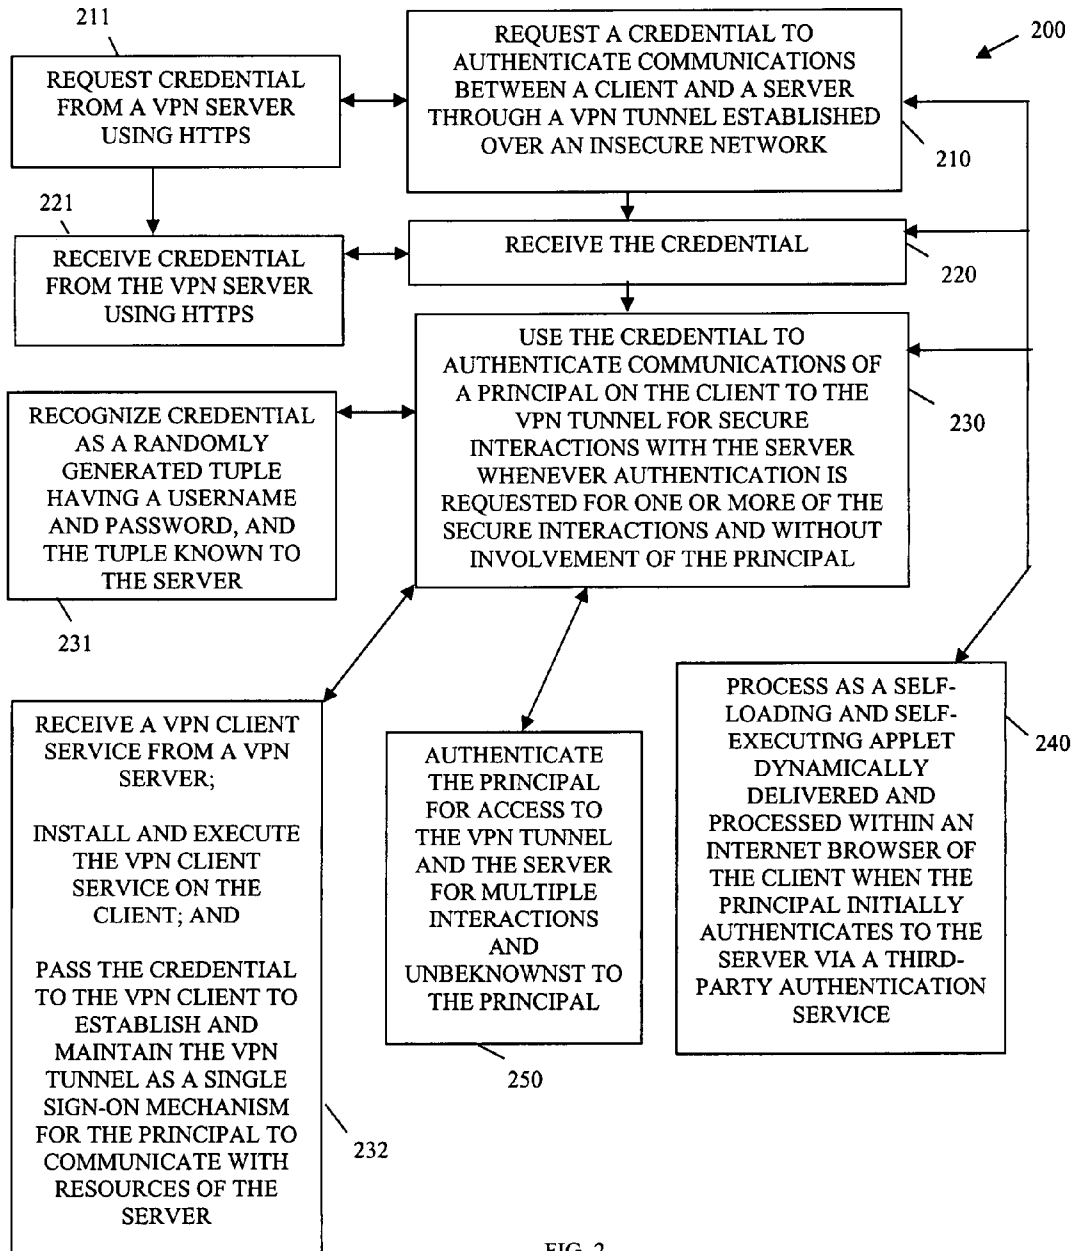 211
REQUEST CREDENTIAL
FROM A VPN SERVER
USING HTTPS
REQUEST A CREDENTIAL TO
AUTHENTICATE COMMUNICATIONS
BETWEEN A CLIENT AND A SERVER
THROUGH A VPN TUNNEL ESTABLISHED
OVER AN INSECURE NETWORK
200
210
221
RECEIVE CREDENTIAL
FROM THE VPN SERVER
USING HTTPS
RECEIVE THE CREDENTIAL
220
USE THE CREDENTIAL TO
AUTHENTICATE COMMUNICATIONS OF
A PRINCIPAL ON THE CLIENT TO THE
VPN TUNNEL FOR SECURE
INTERACTIONS WITH THE SERVER
WHENEVER AUTHENTICATION IS
REQUESTED FOR ONE OR MORE OF THE
SECURE INTERACTIONS AND WITHOUT
INVOLVEMENT OF THE PRINCIPAL
230
RECOGNIZE CREDENTIAL
AS A RANDOMLY
GENERATED TUPLE
HAVING A USERNAME
AND PASSWORD, AND
THE TUPLE KNOWN TO
THE SERVER
231
RECEIVE A VPN CLIENT
SERVICE FROM A VPN
SERVER;
INSTALL AND EXECUTE
THE VPN CLIENT
SERVICE ON THE
CLIENT; AND
PASS THE CREDENTIAL
TO THE VPN CLIENT TO
ESTABLISH AND
MAINTAIN THE VPN
TUNNEL AS A SINGLE
SIGN-ON MECHANISM
FOR THE PRINCIPAL TO
COMMUNICATE WITH
RESOURCES OF THE
SERVER
232
AUTHENTICATE
THE PRINCIPAL
FOR ACCESS TO
THE VPN TUNNEL
AND THE SERVER
FOR MULTIPLE
INTERACTIONS
AND
UNBEKNOWNST TO
THE PRINCIPAL
250
PROCESS AS A SELF-
LOADING AND SELF-
EXECUTING APPLET
DYNAMICALLY
DELIVERED AND
PROCESSED WITHIN AN
INTERNET BROWSER OF
THE CLIENT WHEN THE
PRINCIPAL INITIALLY
AUTHENTICATES TO THE
SERVER VIA A THIRD-
PARTY AUTHENTICATION
SERVICE
240
FIG. 2